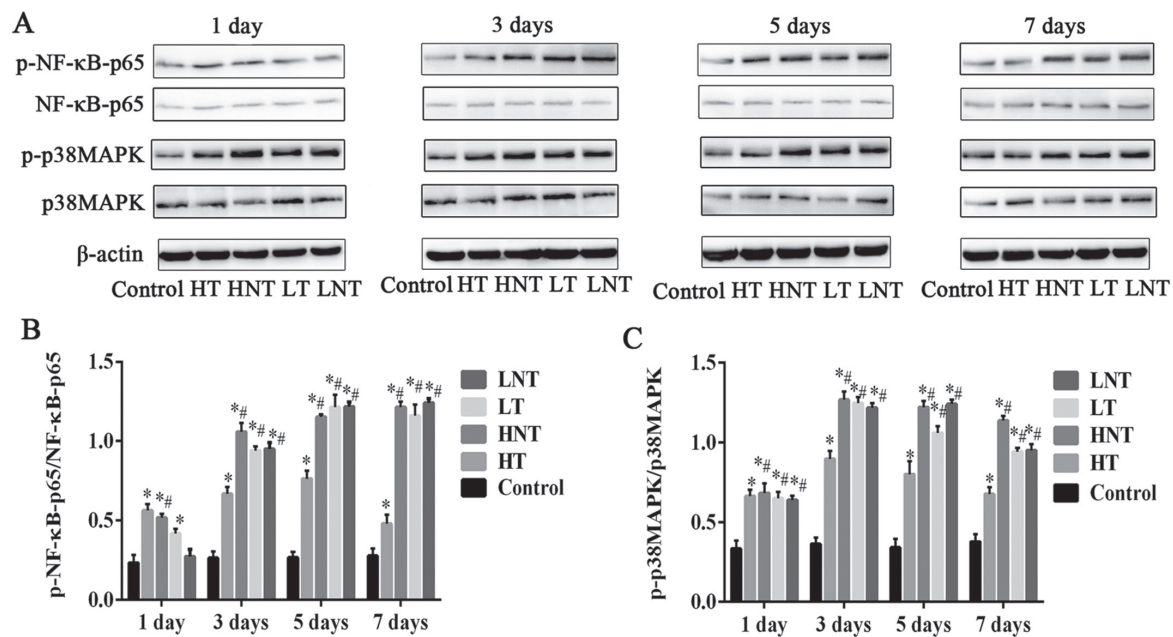 A
1 day
3 days
5 days
7 days
p-NF-κB-p65
NF-κB-p65
p-p38MAPK
p38MAPK
β-actin
Control HT HNT LT LNT
Control HT HNT LT LNT
Control HT HNT LT LNT
Control HT HNT LT LNT
B
p-NF-κB-p65/NF-κB-p65
1.5
1.0
0.5
0.0
* *# *
* *# *# *#
* *# *# *#
* *# *# *#
1 day
3 days
5 days
7 days
LNT
LT
HNT
HT
Control
C
p-p38MAPK/p38MAPK
1.5
1.0
0.5
0.0
* *# *# *#
* *# *# *#
* *# *# *#
* *# *# *#
1 day
3 days
5 days
7 days
LNT
LT
HNT
HT
Control